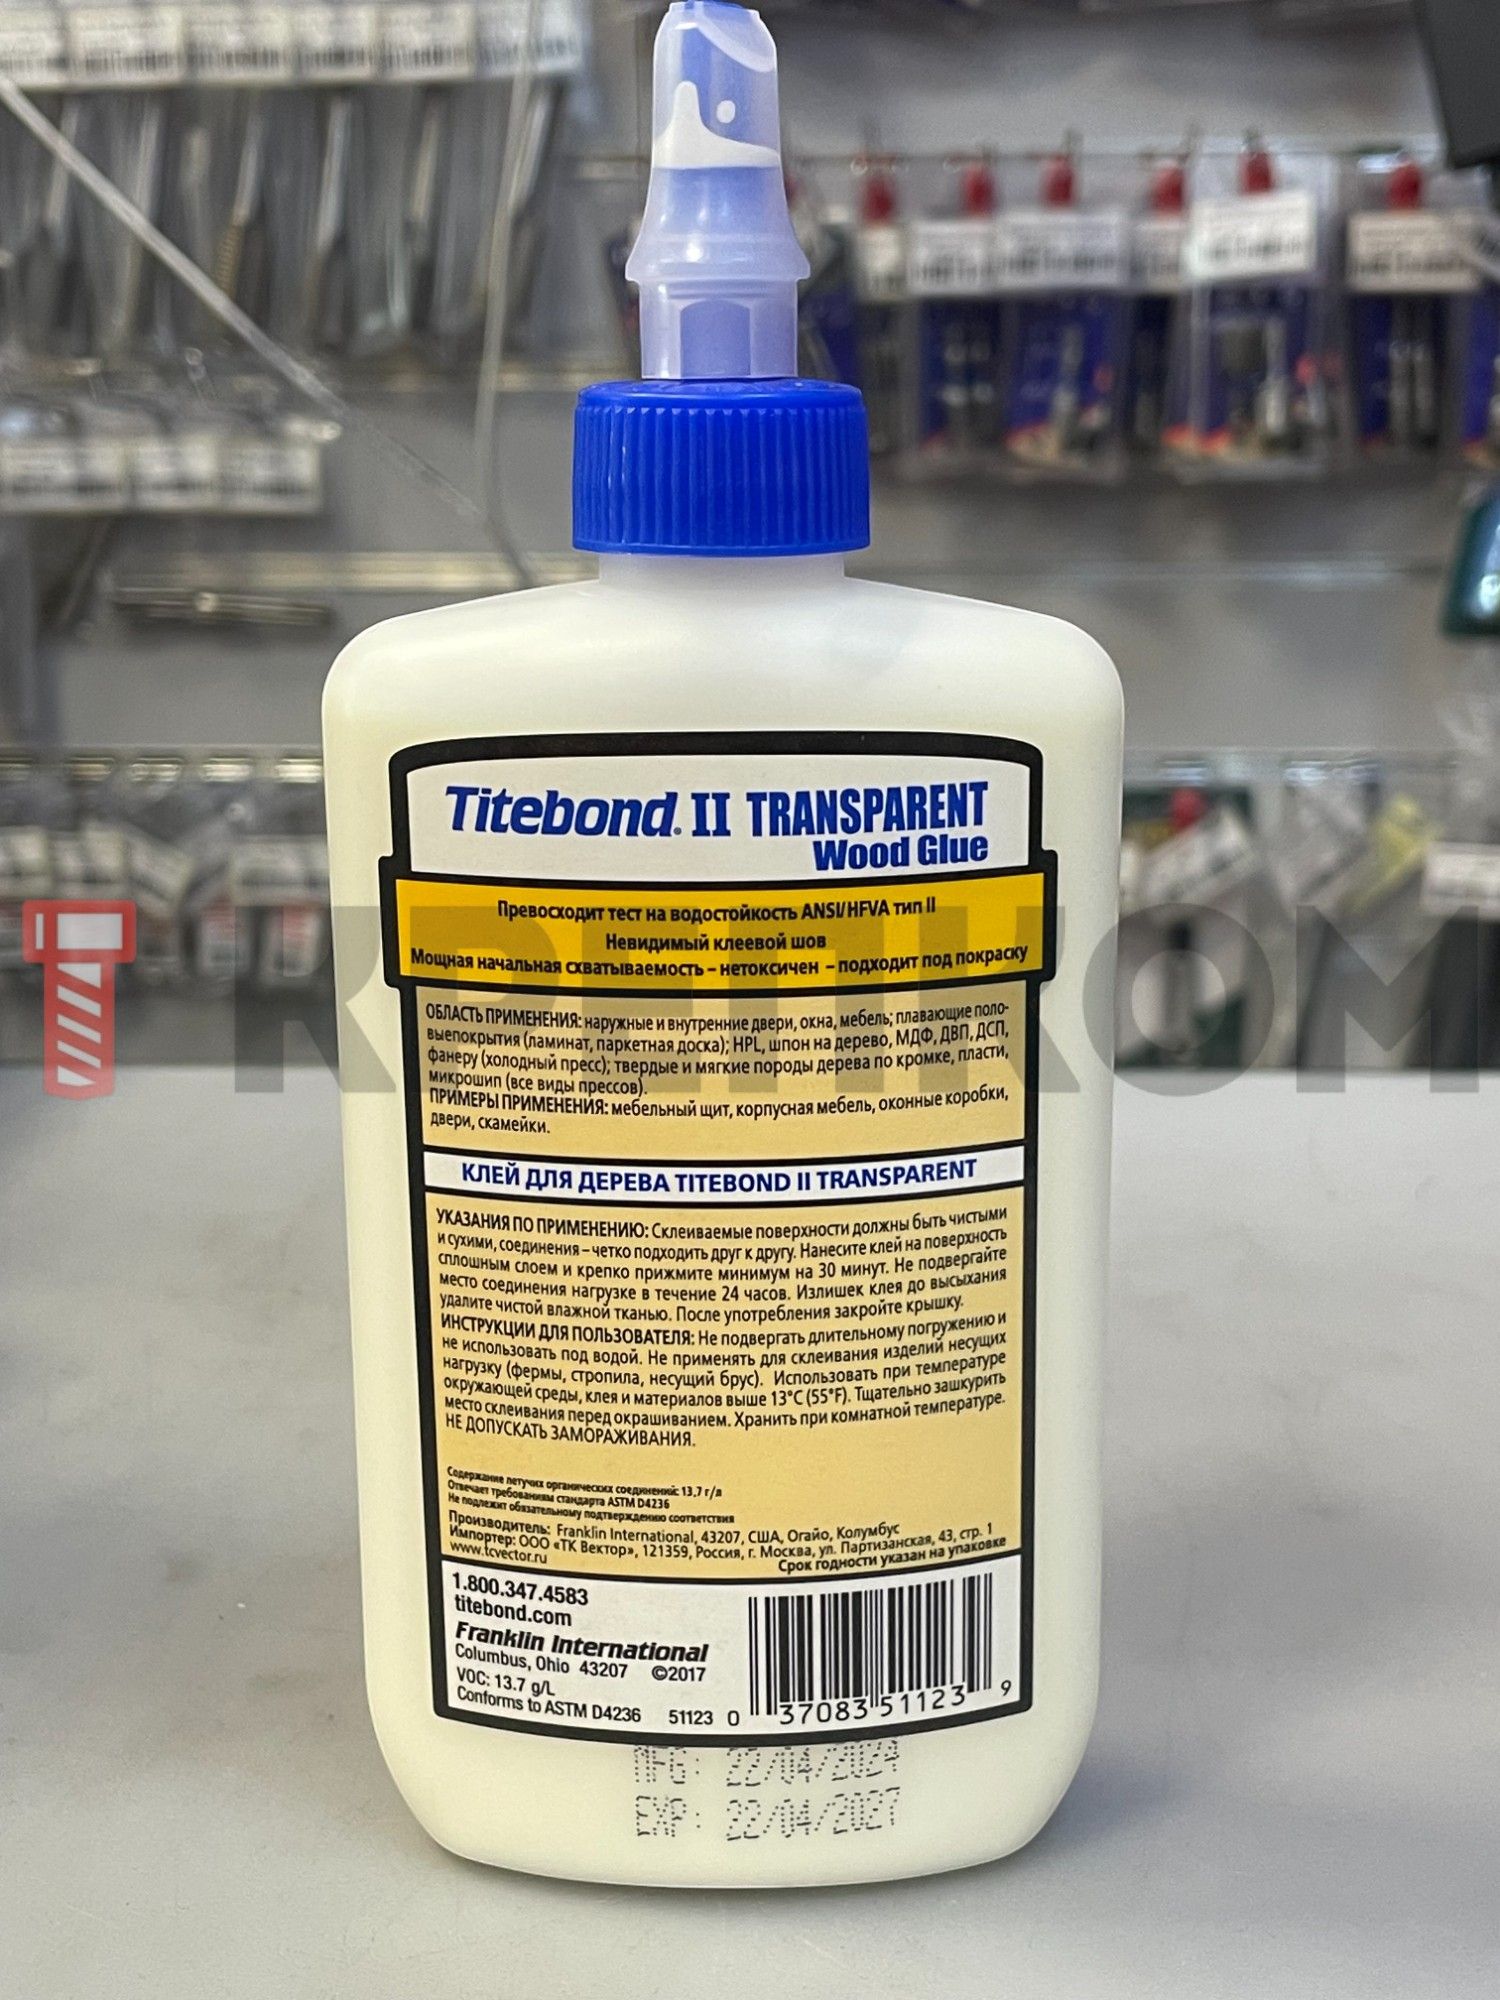 Titebond II TRANSPARENT
Wood Glue
Превосходит тест на водостойкость ANSI/HFVA тип II
Невидимый клеевой шов
Мощная начальная схватываемость – нетоксичен – подходит под покраску
КРЕПКОМ
ОБЛАСТЬ ПРИМЕНЕНИЯ: наружные и внутренние двери, окна, мебель; плавающие поло-
выепокрытия (ламинат, паркетная доска); HPL, шпон на дерево, МДФ, ДВП, ДСП,
фанеру (холодный пресс); твердые и мягкие породы дерева по кромке, пласти,
микрошип (все виды прессов).
ПРИМЕРЫ ПРИМЕНЕНИЯ: мебельный щит, корпусная мебель, оконные коробки,
двери, скамейки.
КЛЕЙ ДЛЯ ДЕРЕВА TITEBOND II TRANSPARENT
УКАЗАНИЯ ПО ПРИМЕНЕНИЮ: Склеиваемые поверхности должны быть чистыми
и сухими, соединения – четко подходить друг к другу. Нанесите клей на поверхность
сплошным слоем и крепко прижмите минимум на 30 минут. Не подвергайте
место соединения нагрузке в течение 24 часов. Излишек клея до высыхания
удалите чистой влажной тканью. После употребления закройте крышку.
ИНСТРУКЦИИ ДЛЯ ПОЛЬЗОВАТЕЛЯ: Не подвергать длительному погружению и
не использовать под водой. Не применять для склеивания изделий несущих
нагрузку (фермы, стропила, несущий брус). Использовать при температуре
окружающей среды, клея и материалов выше 13°C (55°F). Тщательно зашкурить
место склеивания перед окрашиванием. Хранить при комнатной температуре.
НЕ ДОПУСКАТЬ ЗАМОРАЖИВАНИЯ.
Содержание летучих органических соединений: 13,7 г/л
Отвечает требованиям стандарта ASTM D4236
Не подлежит обязательному подтверждению соответствия
Производитель: Franklin International, 43207, США, Огайо, Колумбус
Импортер: ООО «ТК Вектор», 121359, Россия, г. Москва, ул. Партизанская, 43, стр. 1
www.tcvector.ru
Срок годности указан на упаковке
1.800.347.4583
titebond.com
Franklin International
Columbus, Ohio 43207 ©2017
VOC: 13.7 g/L
Conforms to ASTM D4236 51123
0 37083 51123 9
MFG: 22/04/2024
EXP: 22/04/2027